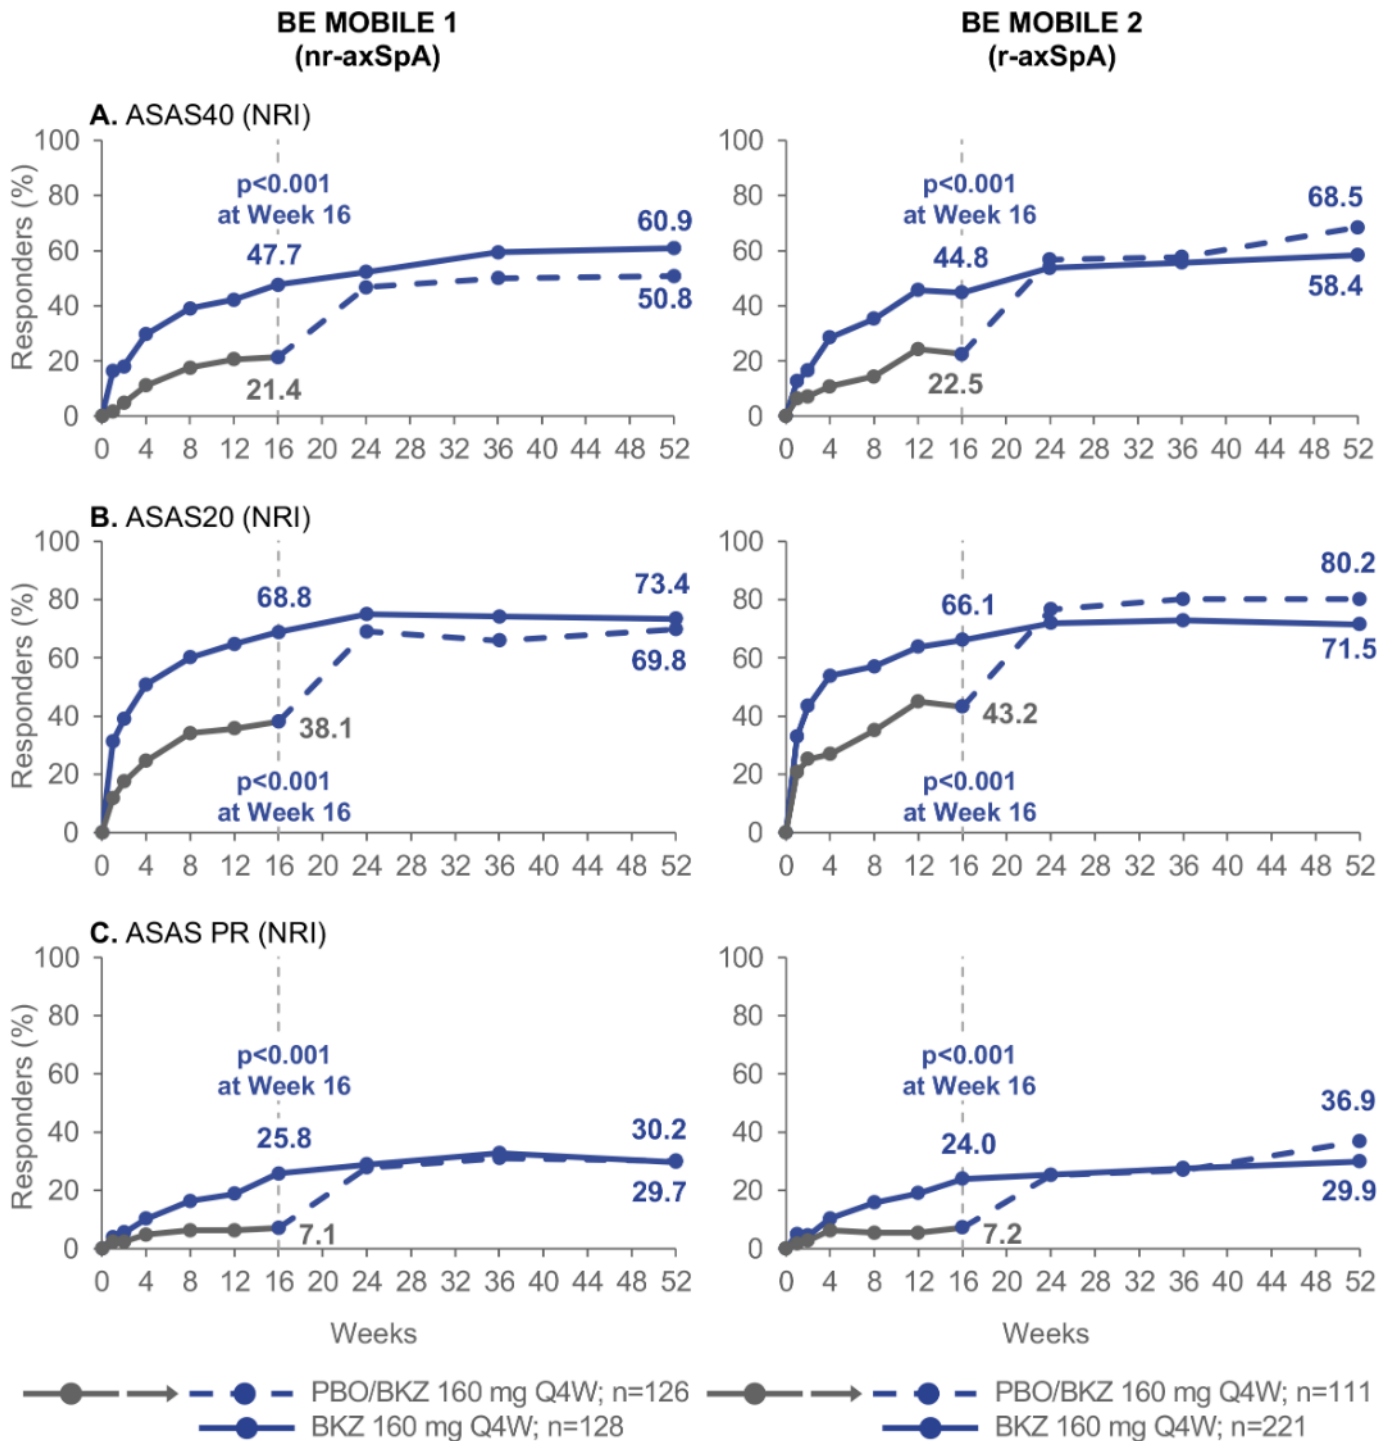 BE MOBILE 1
(nr-axSpA)
BE MOBILE 2
(r-axSpA)
A. ASAS40 (NRI)
Responders (%)
100
80
60
40
20
0
p<0.001
at Week 16
47.7
60.9
50.8
21.4
0 4 8 12 16 20 24 28 32 36 40 44 48 52
100
80
60
40
20
0
p<0.001
at Week 16
44.8
68.5
58.4
22.5
0 4 8 12 16 20 24 28 32 36 40 44 48 52
B. ASAS20 (NRI)
Responders (%)
100
80
60
40
20
0
68.8
73.4
69.8
38.1
p<0.001
at Week 16
0 4 8 12 16 20 24 28 32 36 40 44 48 52
100
80
60
40
20
0
66.1
80.2
71.5
43.2
p<0.001
at Week 16
0 4 8 12 16 20 24 28 32 36 40 44 48 52
C. ASAS PR (NRI)
Responders (%)
100
80
60
40
20
0
p<0.001
at Week 16
25.8
30.2
29.7
7.1
0 4 8 12 16 20 24 28 32 36 40 44 48 52
Weeks
100
80
60
40
20
0
p<0.001
at Week 16
24.0
36.9
29.9
7.2
0 4 8 12 16 20 24 28 32 36 40 44 48 52
Weeks
PBO/BKZ 160 mg Q4W; n=126
BKZ 160 mg Q4W; n=128
PBO/BKZ 160 mg Q4W; n=111
BKZ 160 mg Q4W; n=221